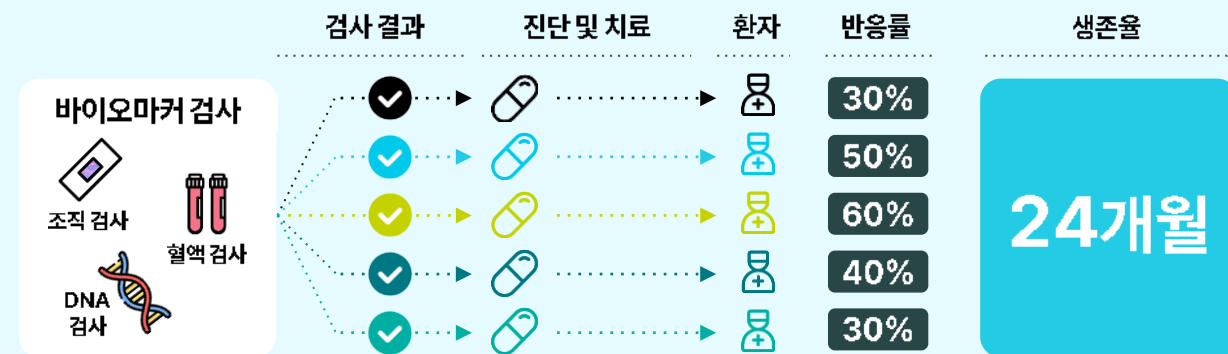 검사 결과
진단 및 치료
환자
반응률
생존율
바이오마커 검사
조직 검사
혈액 검사
DNA
검사
30%
50%
60%
40%
30%
24개월